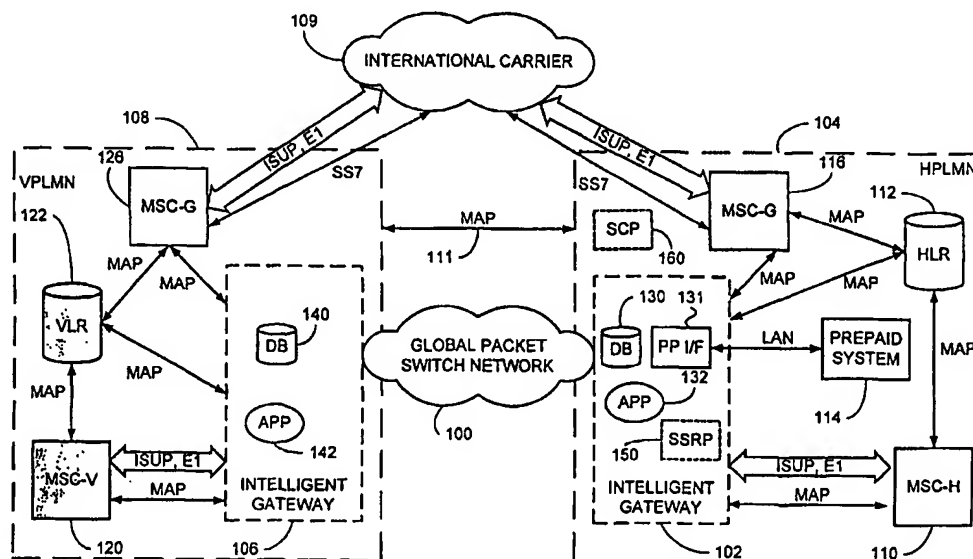 109
INTERNATIONAL CARRIER
108
126
VPLMN
122
MSC-G
ISUP, E1
SS7
MAP
MAP
VLR
MAP
MAP
MSC-V
120
ISUP, E1
MAP
140
DB
APP
142
INTELLIGENT
GATEWAY
106
MAP
111
GLOBAL PACKET
SWITCH NETWORK
100
ISUP, E1
SS7
104
116
HPLMN
MSC-G
112
HLR
MAP
SCP
160
MAP
MAP
130
131
DB
PP I/F
LAN
PREPAID
SYSTEM
114
MAP
APP
132
150
SSRP
INTELLIGENT
GATEWAY
102
ISUP, E1
MAP
MSC-H
110